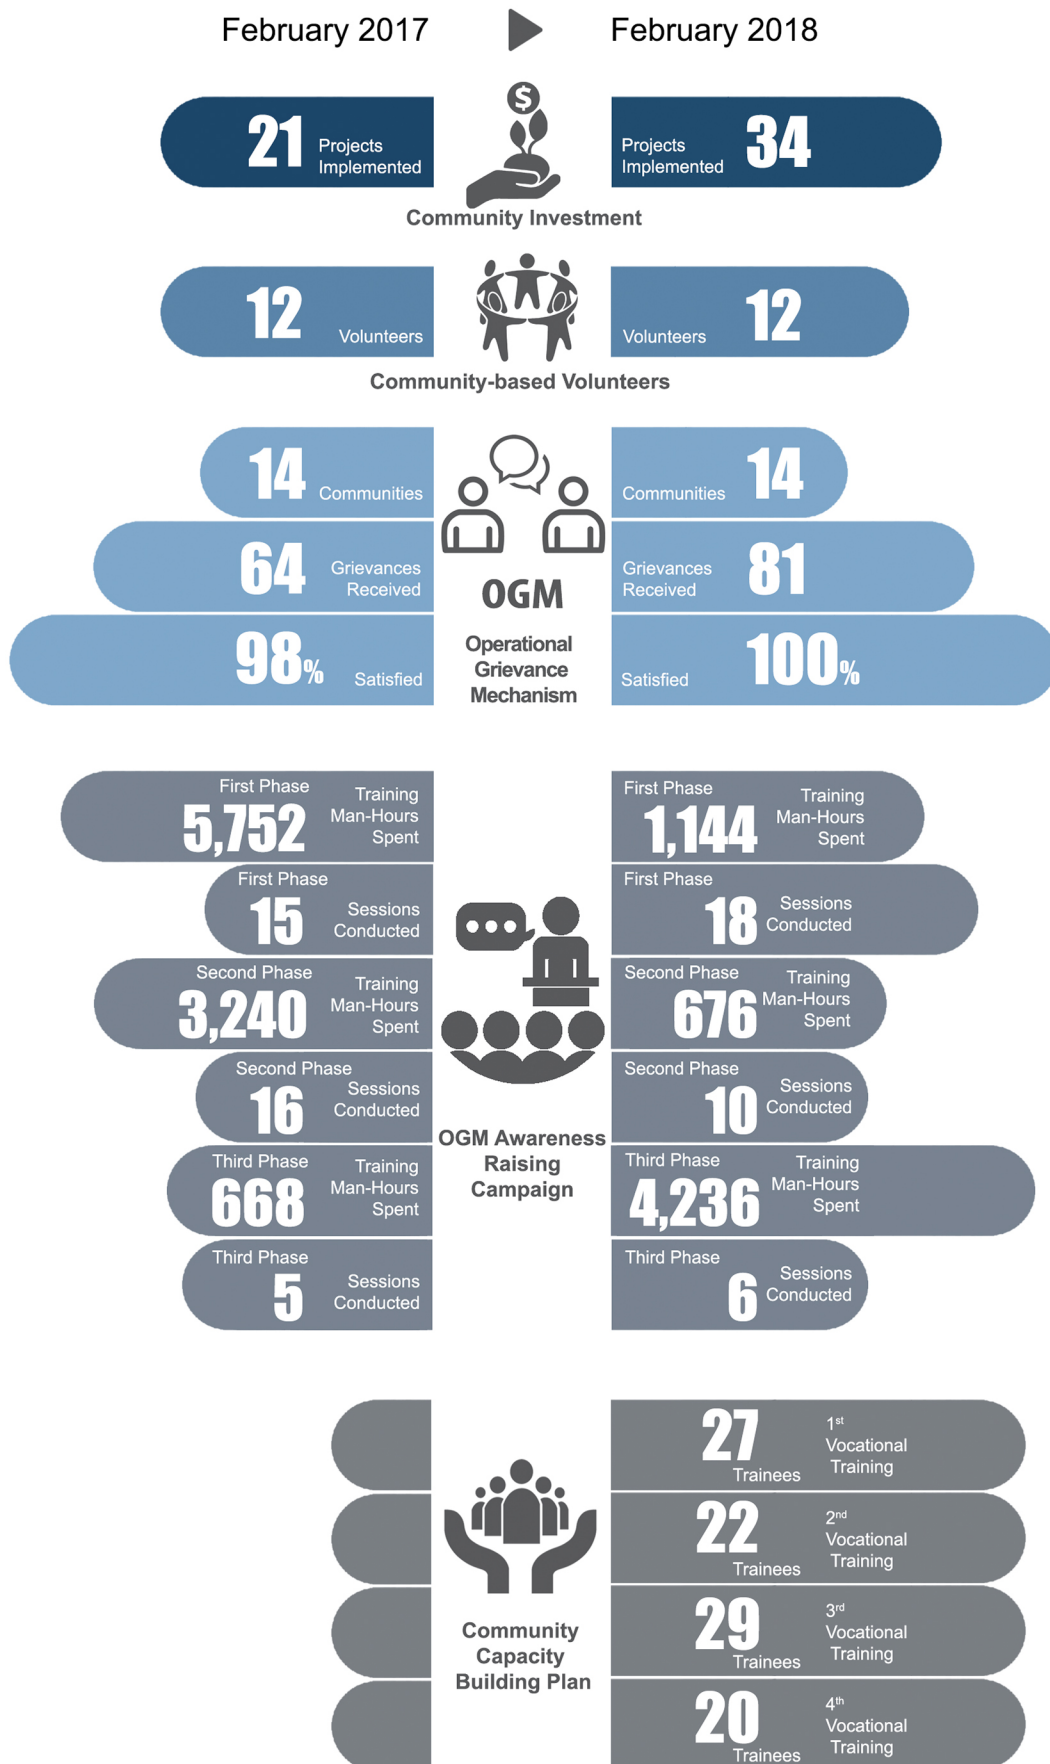 February 2017
February 2018
21
Projects
Implemented
$
Projects
Implemented
34
Community Investment
12
Volunteers
Volunteers
12
Community-based Volunteers
14
Communities
Communities
14
64
Grievances
Received
Grievances
Received
81
OGM
98%
Satisfied
Operational
Grievance
Mechanism
Satisfied
100%
First Phase
5,752
Training
Man-Hours
Spent
First Phase
1,144
Training
Man-Hours
Spent
First Phase
15
Sessions
Conducted
First Phase
18
Sessions
Conducted
Second Phase
3,240
Training
Man-Hours
Spent
Second Phase
676
Training
Man-Hours
Spent
Second Phase
16
Sessions
Conducted
Second Phase
10
Sessions
Conducted
OGM Awareness
Raising
Campaign
Third Phase
668
Training
Man-Hours
Spent
Third Phase
4,236
Training
Man-Hours
Spent
Third Phase
5
Sessions
Conducted
Third Phase
6
Sessions
Conducted
27
Trainees
1st
Vocational
Training
22
Trainees
2nd
Vocational
Training
Community
Capacity
Building Plan
29
Trainees
3rd
Vocational
Training
20
Trainees
4th
Vocational
Training